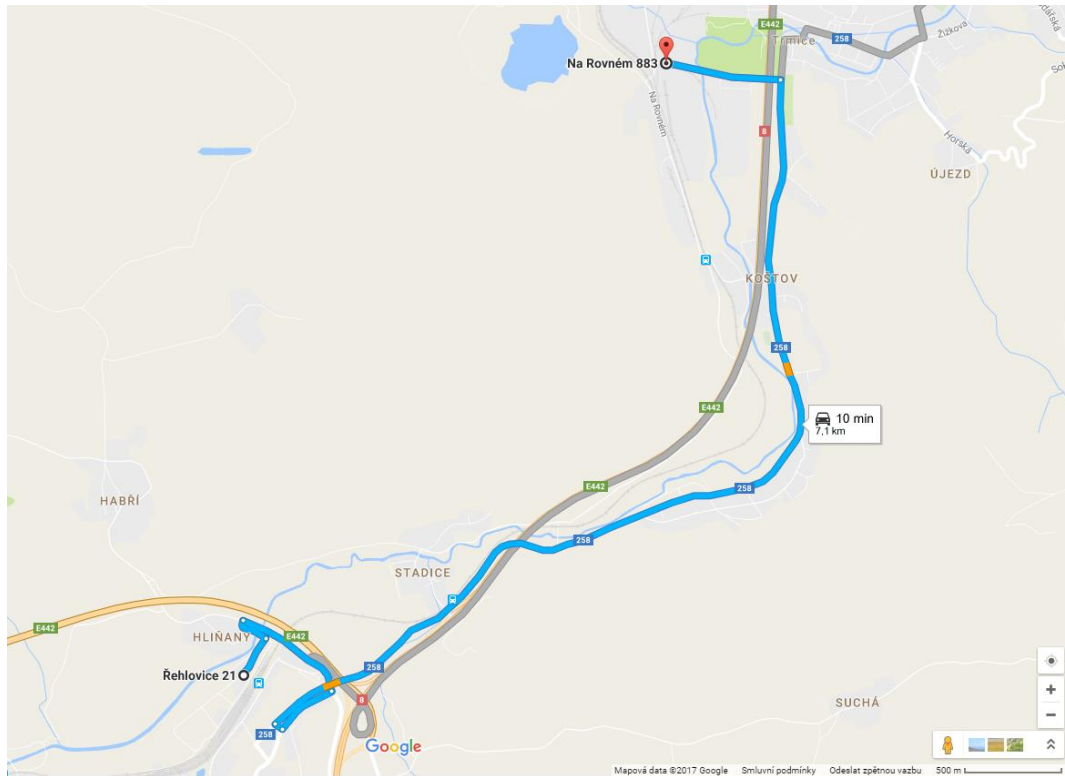 E442
Trmice
258
Žižkova
Na Rovném 883
Na Rovném
8
Horská
ÚJEZD
KOŠTOV
258
10 min
7,1 km
E442
258
E442
HABŘÍ
258
STADICE
E442
HLIŇANY
E442
Řehlovice 21
258
8
258
SUCHÁ
Google
Mapová data ©2017 Google Smluvní podmínky Odeslat zpětnou vazbu 500 m